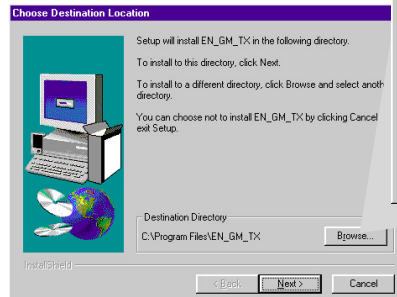 Choose Destination Location
Setup will install EN_GM_TX in the following directory.
To install to this directory, click Next.
To install to a different directory, click Browse and select anoth
directory.
You can choose not to install EN_GM_TX by clicking Cancel
exit Setup.
Destination Directory
C:\Program Files\EN_GM_TX
Browse...
InstallShield
< Back
Next >
Cancel